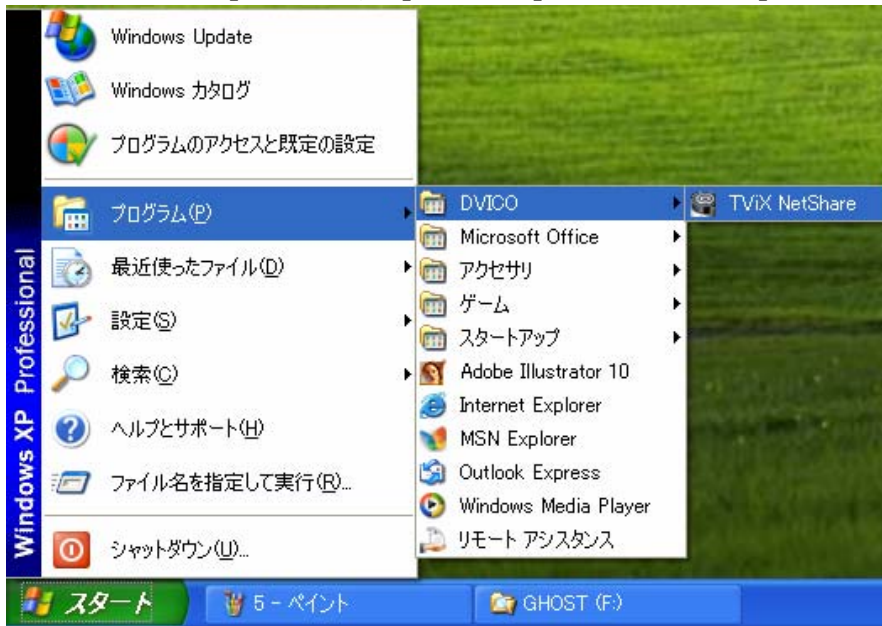 Windows Update
Windows カタログ
プログラムのアクセスと既定の設定
プログラム(P)
最近使ったファイル(D)
設定(S)
検索(C)
ヘルプとサポート(H)
ファイル名を指定して実行(R)...
シャットダウン(U)...
Windows XP Professional
DVICO
Microsoft Office
アクセサリ
ゲーム
スタートアップ
Adobe Illustrator 10
Internet Explorer
MSN Explorer
Outlook Express
Windows Media Player
リモート アシスタンス
TViX NetShare
スタート
5 - ペイント
GHOST (F:)